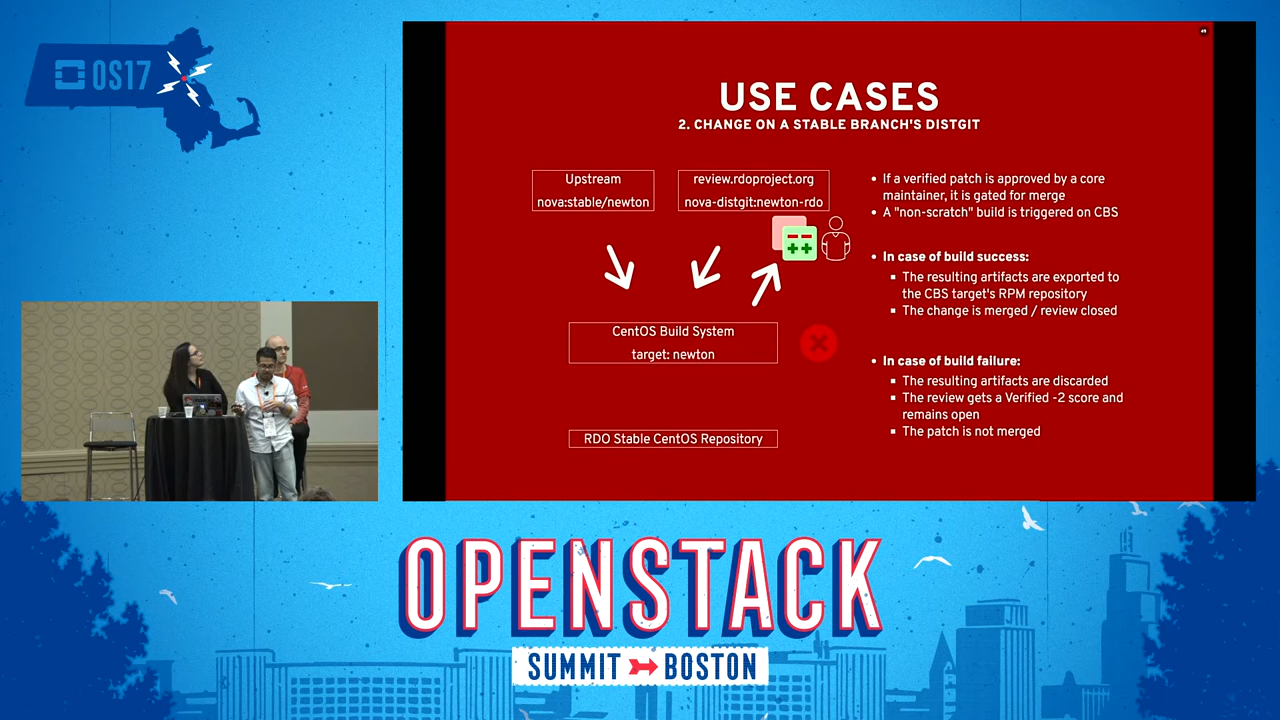 OS17
49
USE CASES
2. CHANGE ON A STABLE BRANCH'S DISTGIT
Upstream
nova:stable/newton
review.rdoproject.org
nova-distgit:newton-rdo
CentOS Build System
target: newton
RDO Stable CentOS Repository
If a verified patch is approved by a core
maintainer, it is gated for merge
A "non-scratch" build is triggered on CBS
In case of build success:
The resulting artifacts are exported to
the CBS target's RPM repository
The change is merged / review closed
In case of build failure:
The resulting artifacts are discarded
The review gets a Verified -2 score and
remains open
The patch is not merged
OPENSTACK
SUMMIT BOSTON